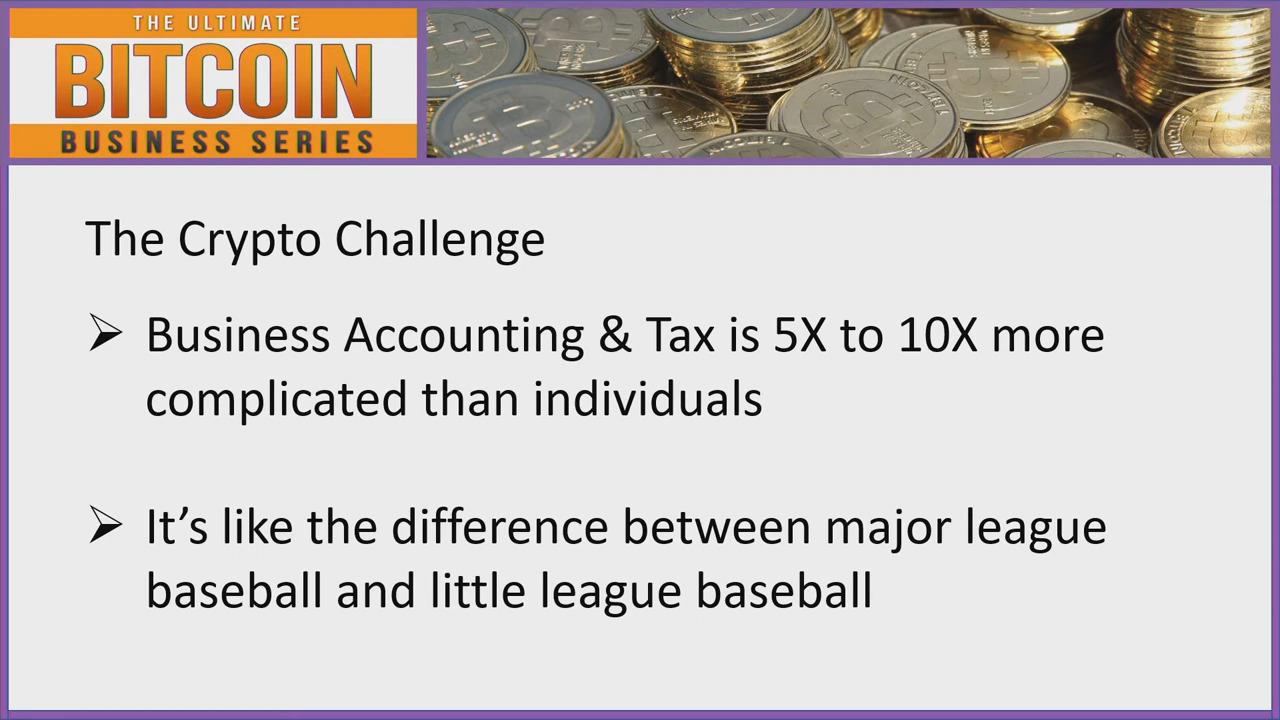 THE ULTIMATE
BITCOIN
BUSINESS SERIES
The Crypto Challenge
➢ Business Accounting & Tax is 5X to 10X more
complicated than individuals
➢ It’s like the difference between major league
baseball and little league baseball